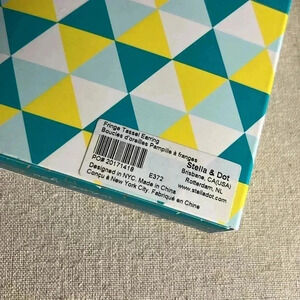 Fringe Tassel Earring
Boucles d'oreilles Pampille à franges
Stella & Dot
Brisbane, CA(USA)
Rotterdam, NL
www.stelladot.com
PO# 20171418
E372
Designed in NYC. Made in China
Conçu à New York City. Fabriqué en Chine